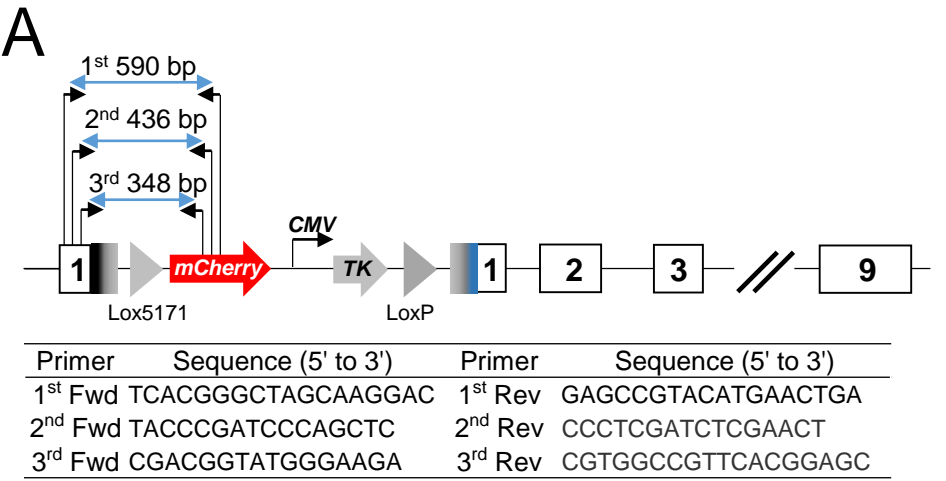 A
1st 590 bp
2nd 436 bp
3rd 348 bp
CMV
1 mCherry TK 1 2 3 9
Lox5171 LoxP
Primer Sequence (5' to 3') Primer Sequence (5' to 3')
1st Fwd TCACGGGCTAGCAAGGAC 1st Rev GAGCCGTACATGAACTGA
2nd Fwd TACCCGATCCCAGCTC 2nd Rev CCCTCGATCTCGAACT
3rd Fwd CGACGGTATGGGAAGA 3rd Rev CGTGGCCGTTCACGGAGC